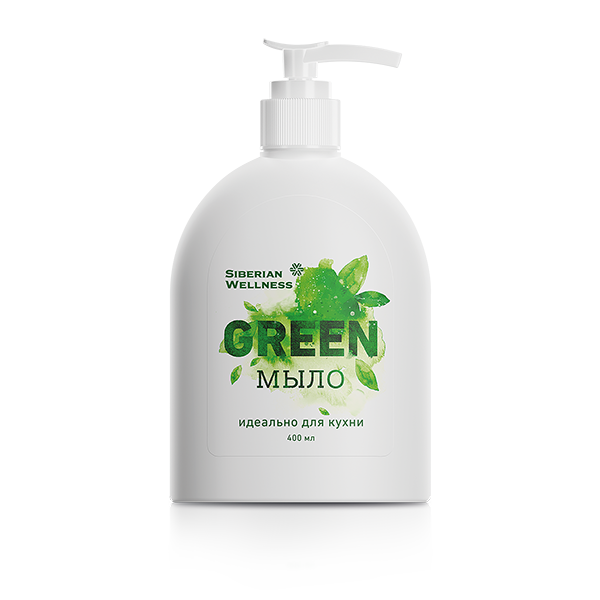 SIBERIAN
WELLNESS
GREEN
МЫЛО
идеально для кухни
400 мл